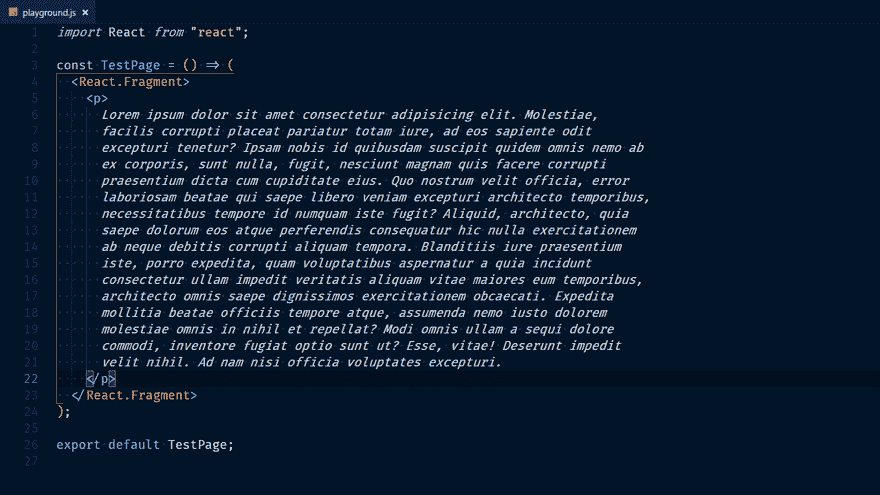 playground.js ×
1 import React from "react";
2
3 const TestPage = () => (
4 <React.Fragment>
5 <p>
6 Lorem ipsum dolor sit amet consectetur adipisicing elit. Molestiae,
7 facilis corrupti placeat pariatur totam iure, ad eos sapiente odit
8 excepturi tenetur? Ipsam nobis id quibusdam suscipit quidem omnis nemo ab
9 ex corporis, sunt nulla, fugit, nesciunt magnam quis facere corrupti
10 praesentium dicta cum cupiditate eius. Quo nostrum velit officia, error
11 laboriosam beatae qui saepe libero veniam excepturi architecto temporibus,
12 necessitatibus tempore id numquam iste fugit? Aliquid, architecto, quia
13 saepe dolorum eos atque perferendis consequatur hic nulla exercitationem
14 ab neque debitis corrupti aliquam tempora. Blanditiis iure praesentium
15 iste, porro expedita, quam voluptatibus aspernatur a quia incidunt
16 consectetur ullam impedit veritatis aliquam vitae maiores eum temporibus,
17 architecto omnis saepe dignissimos exercitationem obcaecati. Expedita
18 mollitia beatae officiis tempore atque, assumenda nemo iusto dolorem
19 molestiae omnis in nihil et repellat? Modi omnis ullam a sequi dolore
20 commodi, inventore fugiat optio sunt ut? Esse, vitae! Deserunt impedit
21 velit nihil. Ad nam nisi officia voluptates excepturi.
22 </p>
23 </React.Fragment>
24 );
25
26 export default TestPage;
27